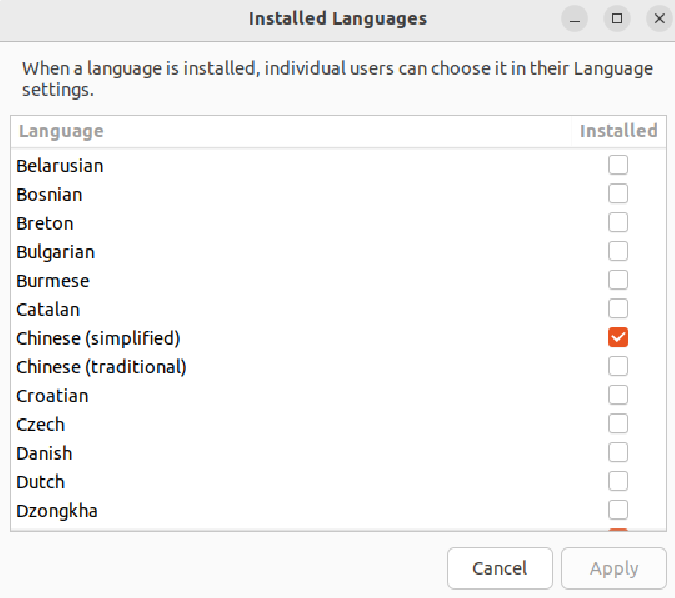 Installed Languages
When a language is installed, individual users can choose it in their Language
settings.
Language Installed
Belarusian
Bosnian
Breton
Bulgarian
Burmese
Catalan
Chinese (simplified)
Chinese (traditional)
Croatian
Czech
Danish
Dutch
Dzongkha
Cancel Apply